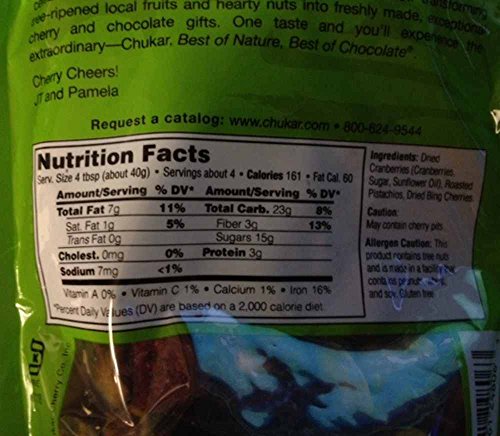 transforming
tree-ripened local fruits and hearty nuts into freshly made, exceptional
cherry and chocolate gifts. One taste and you'll experience the
extraordinary—Chukar, Best of Nature, Best of Chocolate®
Cherry Cheers!
JT and Pamela
Request a catalog: www.chukar.com • 800-624-9544
Nutrition Facts
Serv. Size 4 tbsp (about 40g) • Servings about 4 • Calories 161 • Fat Cal. 60
Amount/Serving % DV* Amount/Serving % DV*
Total Fat 7g 11% Total Carb. 23g 8%
Sat. Fat 1g 5% Fiber 3g 13%
Trans Fat 0g Sugars 15g
Cholest. 0mg 0% Protein 3g
Sodium 7mg <1%
Vitamin A 0% • Vitamin C 1% • Calcium 1% • Iron 16%
*Percent Daily Values (DV) are based on a 2,000 calorie diet.
Ingredients: Dried
Cranberries (Cranberries,
Sugar, Sunflower Oil), Roasted
Pistachios, Dried Bing Cherries
Caution:
May contain cherry pits
Allergen Caution: This
product contains tree nuts
and is made in a facility that
contains peanuts,
and soy. Gluten free
Cherry Co. Inc.